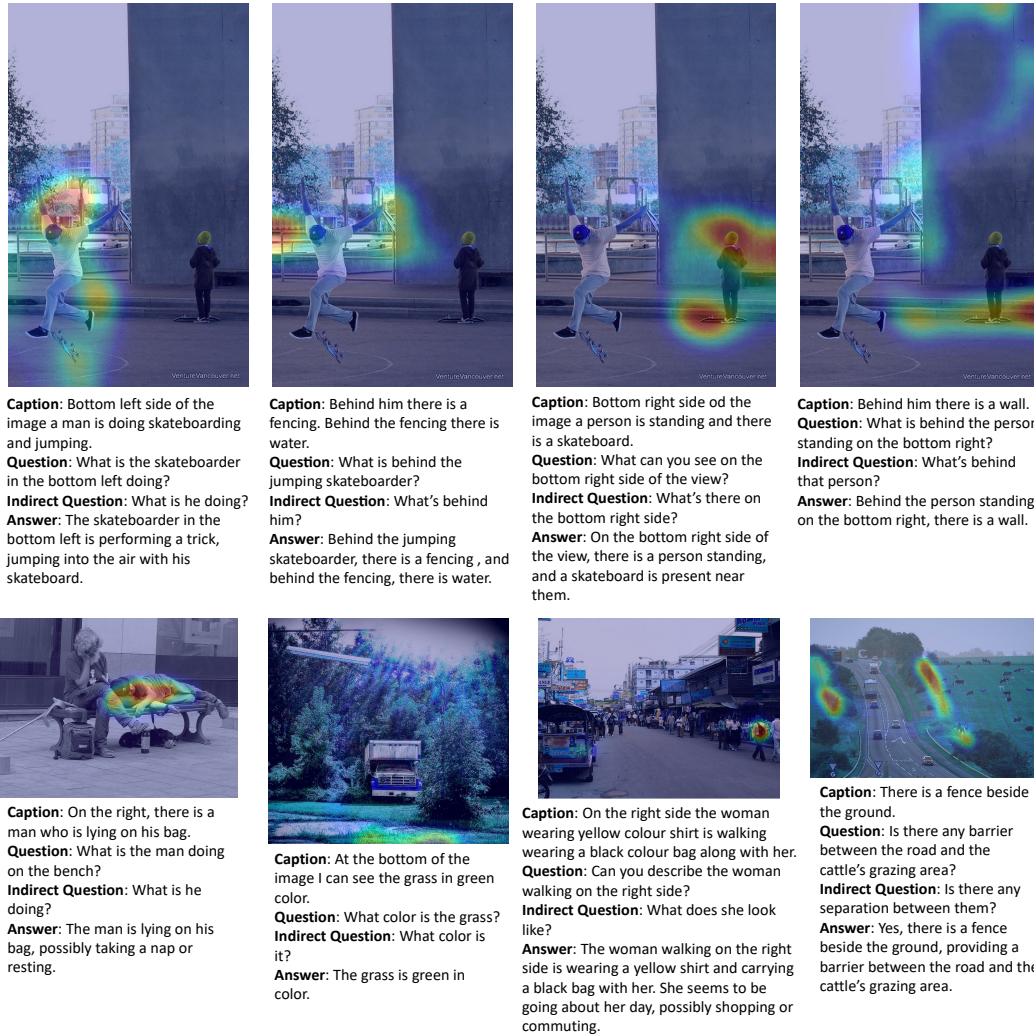 VentureVancouver.net
VentureVancouver.net
VentureVancouver.net
VentureVancouver.net
Caption: Bottom left side of the
image a man is doing skateboarding
and jumping.
Question: What is the skateboarder
in the bottom left doing?
Indirect Question: What is he doing?
Answer: The skateboarder in the
bottom left is performing a trick,
jumping into the air with his
skateboard.
Caption: Behind him there is a
fencing. Behind the fencing there is
water.
Question: What is behind the
jumping skateboarder?
Indirect Question: What's behind
him?
Answer: Behind the jumping
skateboarder, there is a fencing , and
behind the fencing, there is water.
Caption: Bottom right side od the
image a person is standing and there
is a skateboard.
Question: What can you see on the
bottom right side of the view?
Indirect Question: What's there on
the bottom right side?
Answer: On the bottom right side of
the view, there is a person standing,
and a skateboard is present near
them.
Caption: Behind him there is a wall.
Question: What is behind the person
standing on the bottom right?
Indirect Question: What's behind
that person?
Answer: Behind the person standing
on the bottom right, there is a wall.
Caption: On the right, there is a
man who is lying on his bag.
Question: What is the man doing
on the bench?
Indirect Question: What is he
doing?
Answer: The man is lying on his
bag, possibly taking a nap or
resting.
Caption: At the bottom of the
image I can see the grass in green
color.
Question: What color is the grass?
Indirect Question: What color is
it?
Answer: The grass is green in
color.
Caption: On the right side the woman
wearing yellow colour shirt is walking
wearing a black colour bag along with her.
Question: Can you describe the woman
walking on the right side?
Indirect Question: What does she look
like?
Answer: The woman walking on the right
side is wearing a yellow shirt and carrying
a black bag with her. She seems to be
going about her day, possibly shopping or
commuting.
Caption: There is a fence beside
the ground.
Question: Is there any barrier
between the road and the
cattle's grazing area?
Indirect Question: Is there any
separation between them?
Answer: Yes, there is a fence
beside the ground, providing a
barrier between the road and the
cattle's grazing area.